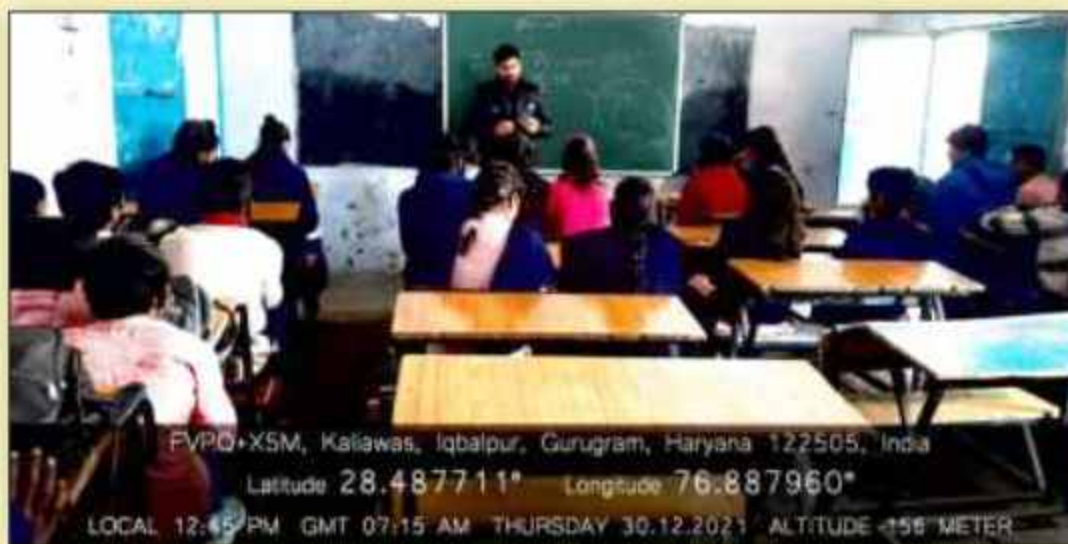 FVPQ+X5M, Kaliawas, Iqbalpur, Gurugram, Haryana 122505, India
Latitude 28.487711° Longitude 76.887960°
LOCAL 12:45 PM GMT 07:15 AM THURSDAY 30.12.2021 ALTITUDE -156 METER